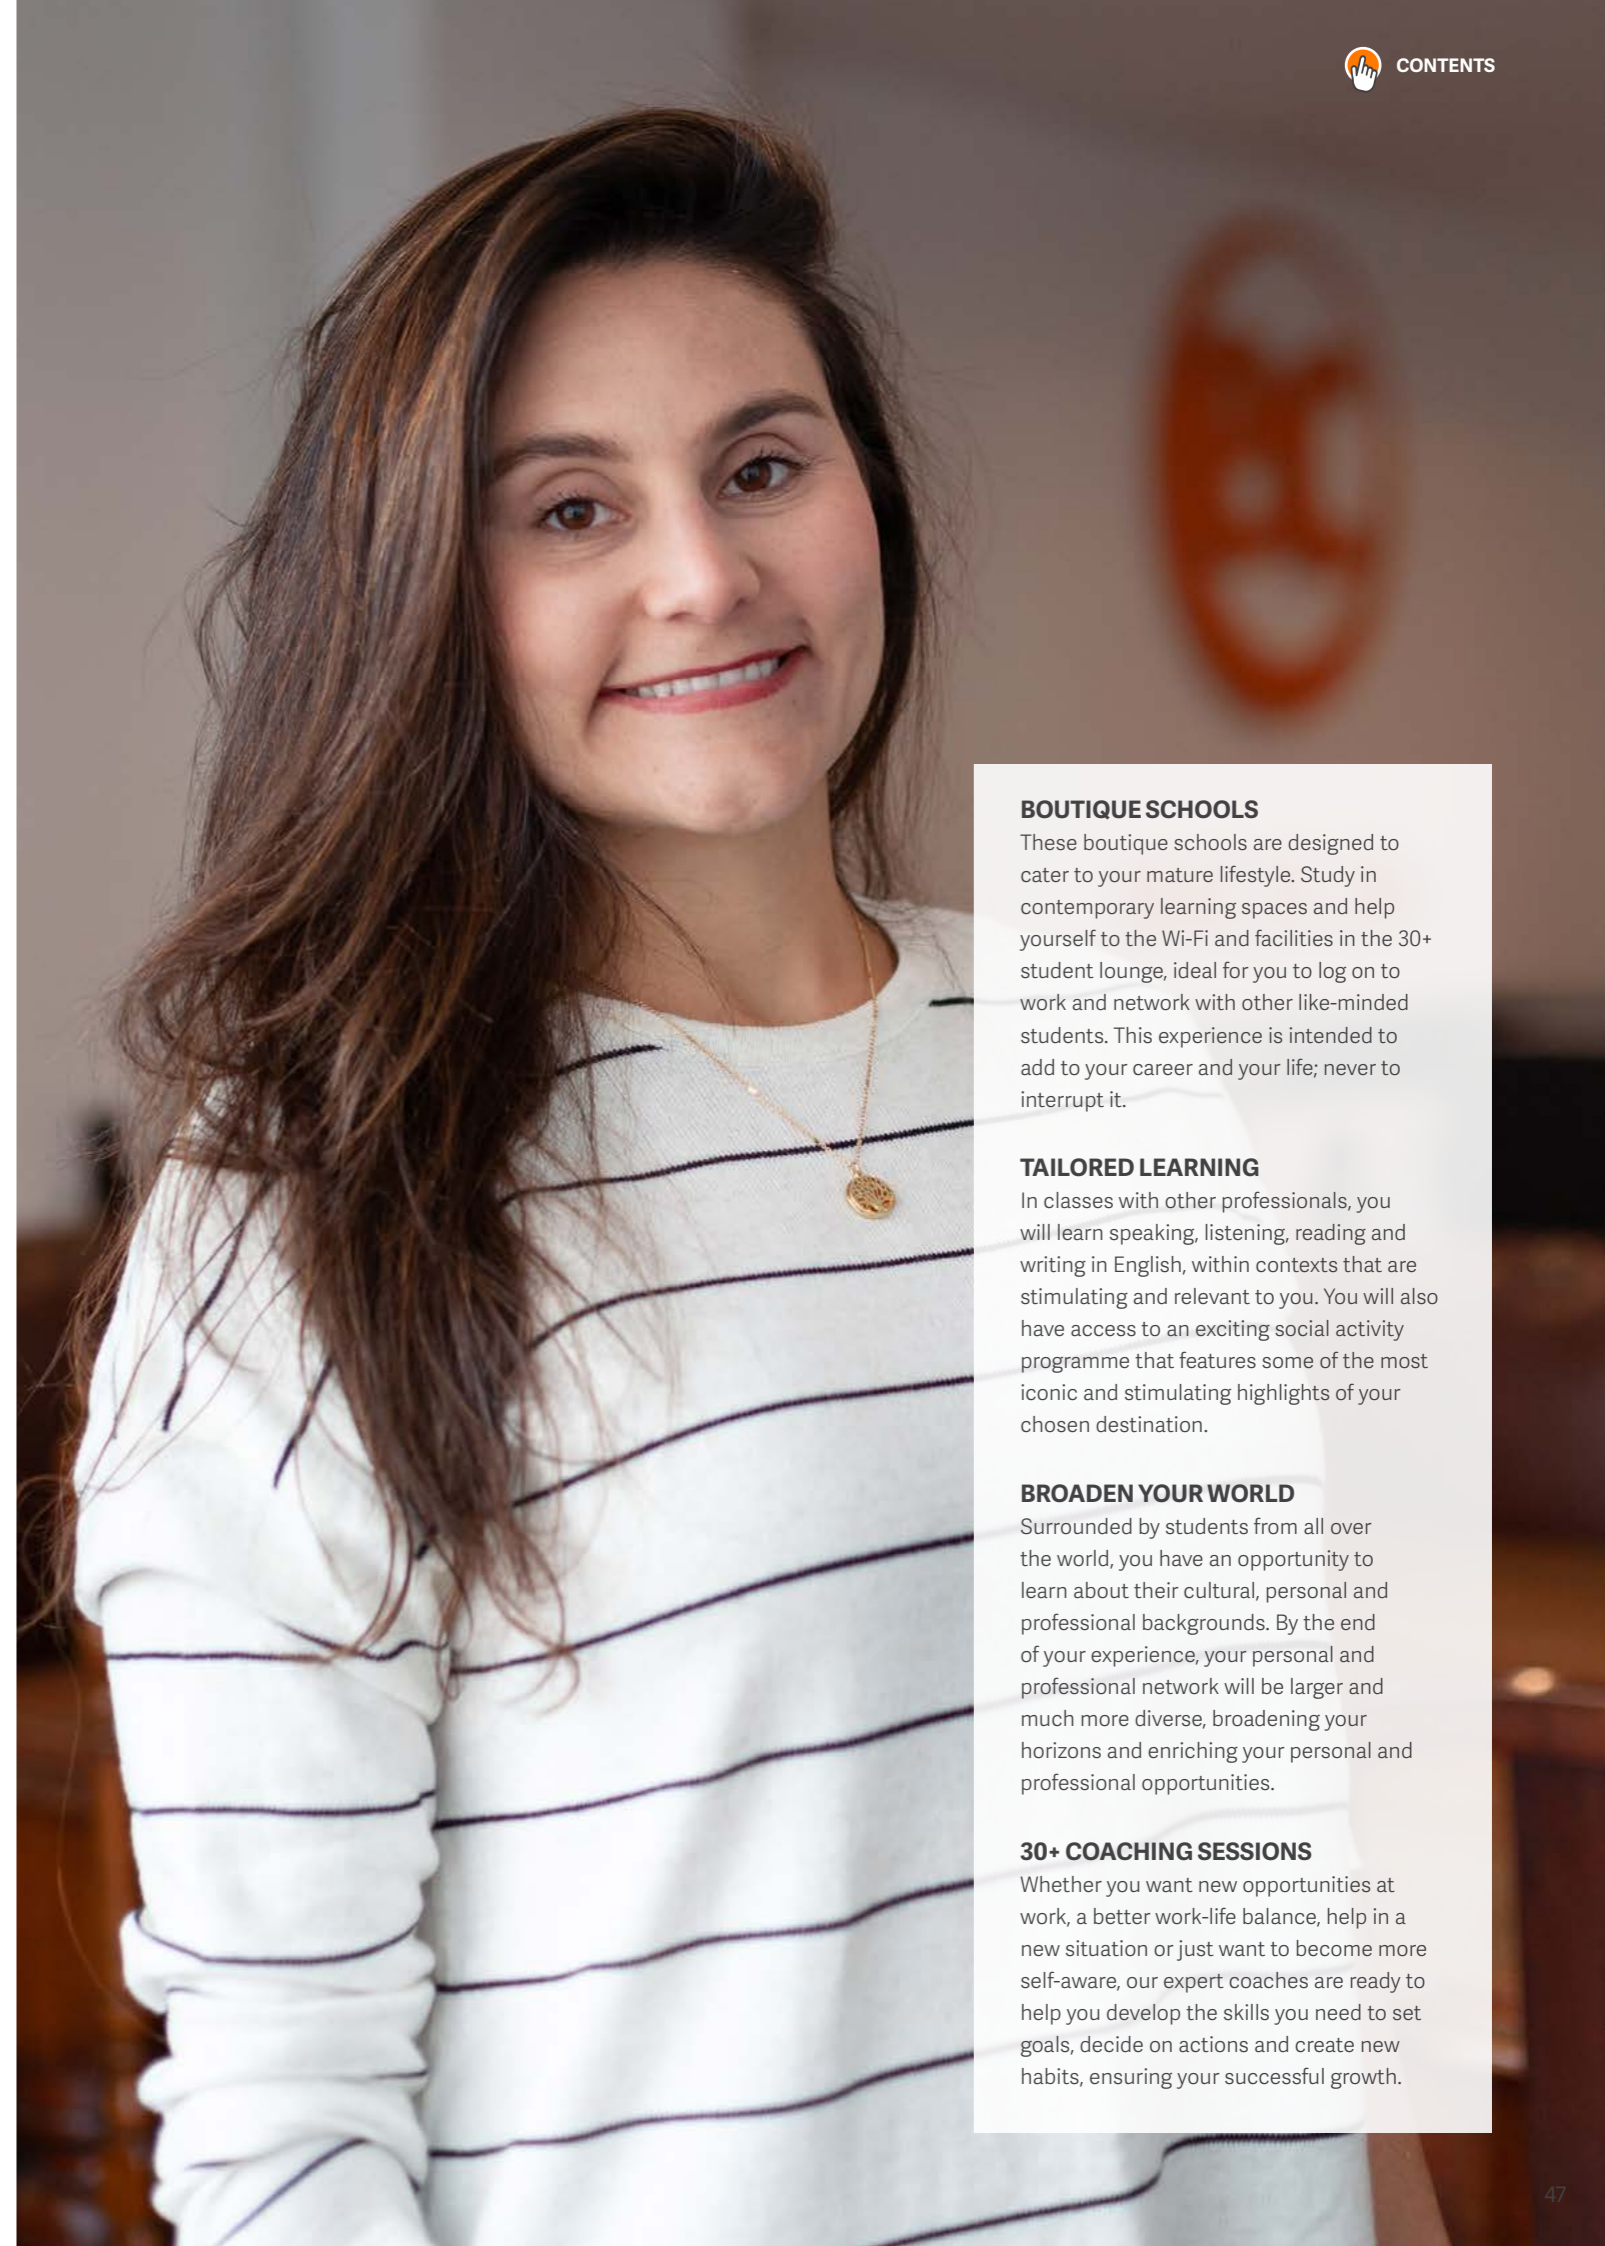 CONTENTS
BOUTIQUE SCHOOLS
These boutique schools are designed to
cater to your mature lifestyle. Study in
contemporary learning spaces and help
yourself to the Wi-Fi and facilities in the 30+
student lounge, ideal for you to log on to
work and network with other like-minded
students. This experience is intended to
add to your career and your life; never to
interrupt it.
TAILORED LEARNING
In classes with other professionals, you
will learn speaking, listening, reading and
writing in English, within contexts that are
stimulating and relevant to you. You will also
have access to an exciting social activity
programme that features some of the most
iconic and stimulating highlights of your
chosen destination.
BROADEN YOUR WORLD
Surrounded by students from all over
the world, you have an opportunity to
learn about their cultural, personal and
professional backgrounds. By the end
of your experience, your personal and
professional network will be larger and
much more diverse, broadening your
horizons and enriching your personal and
professional opportunities.
30+ COACHING SESSIONS
Whether you want new opportunities at
work, a better work-life balance, help in a
new situation or just want to become more
self-aware, our expert coaches are ready to
help you develop the skills you need to set
goals, decide on actions and create new
habits, ensuring your successful growth.
47